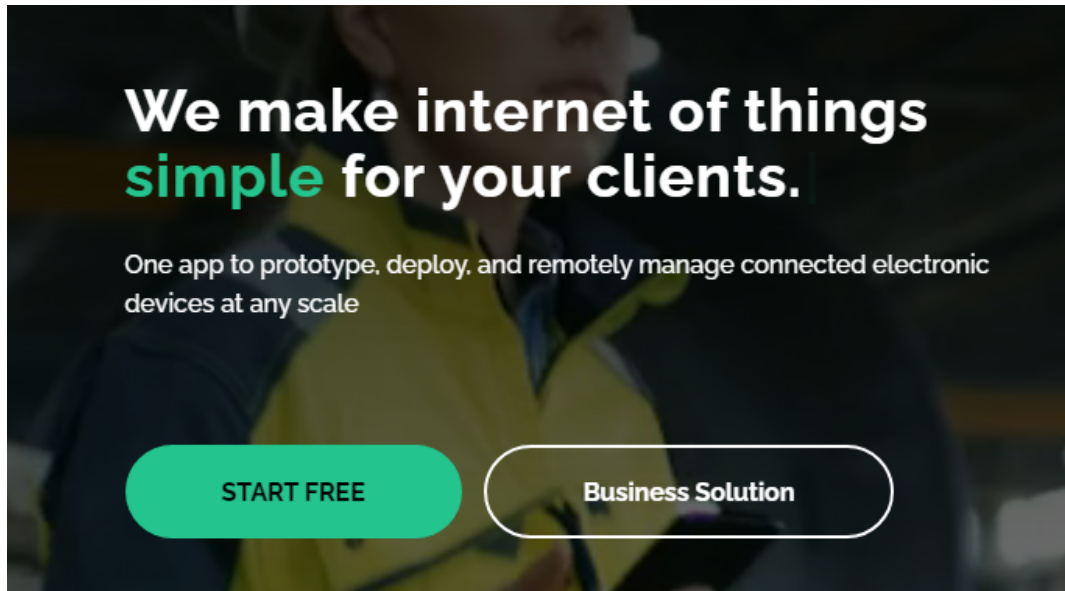 We make internet of things
simple for your clients.
One app to prototype, deploy, and remotely manage connected electronic
devices at any scale
START FREE
Business Solution